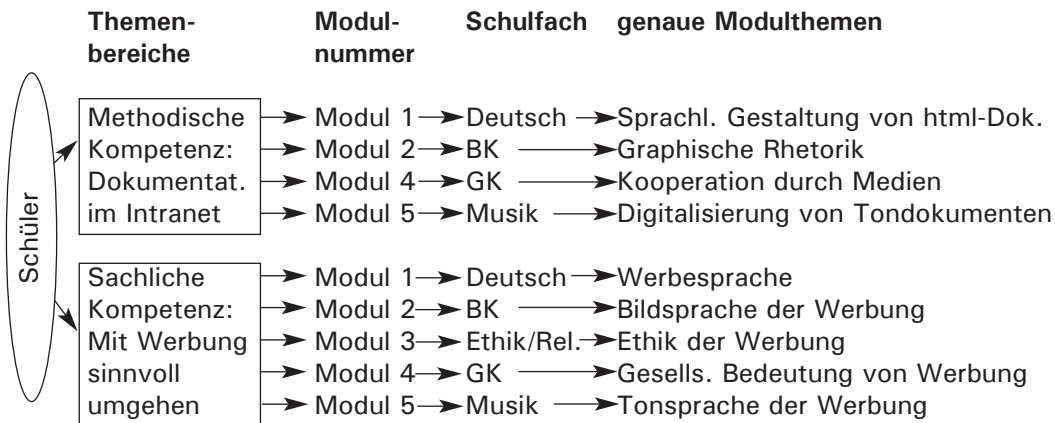 Themen- Modul- Schulfach genaue Modulthemen
bereiche nummer
Schüler
Methodische Modul 1 Deutsch Sprachl. Gestaltung von html-Dok.
Kompetenz: Modul 2 BK Graphische Rhetorik
Dokumentat. Modul 4 GK Kooperation durch Medien
im Intranet Modul 5 Musik Digitalisierung von Tondokumenten
Sachliche Modul 1 Deutsch Werbesprache
Kompetenz: Modul 2 BK Bildsprache der Werbung
Mit Werbung Modul 3 Ethik/Rel. Ethik der Werbung
sinnvoll Modul 4 GK Gesells. Bedeutung von Werbung
umgehen Modul 5 Musik Tonsprache der Werbung